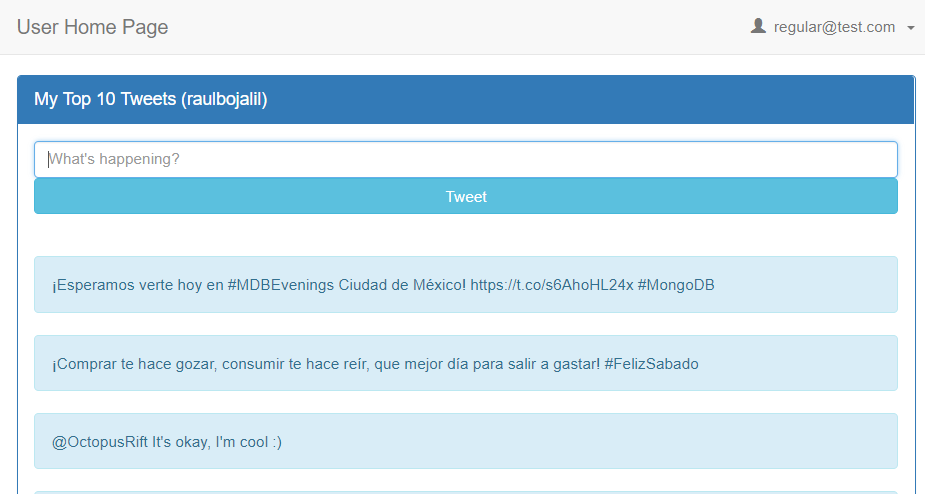 User Home Page
regular@test.com
My Top 10 Tweets (raulbojalil)
What's happening?
Tweet
¡Esperamos verte hoy en #MDBEvenings Ciudad de México! https://t.co/s6AhoHL24x #MongoDB
¡Comprar te hace gozar, consumir te hace reír, que mejor día para salir a gastar! #FelizSabado
@OctopusRift It's okay, I'm cool :)